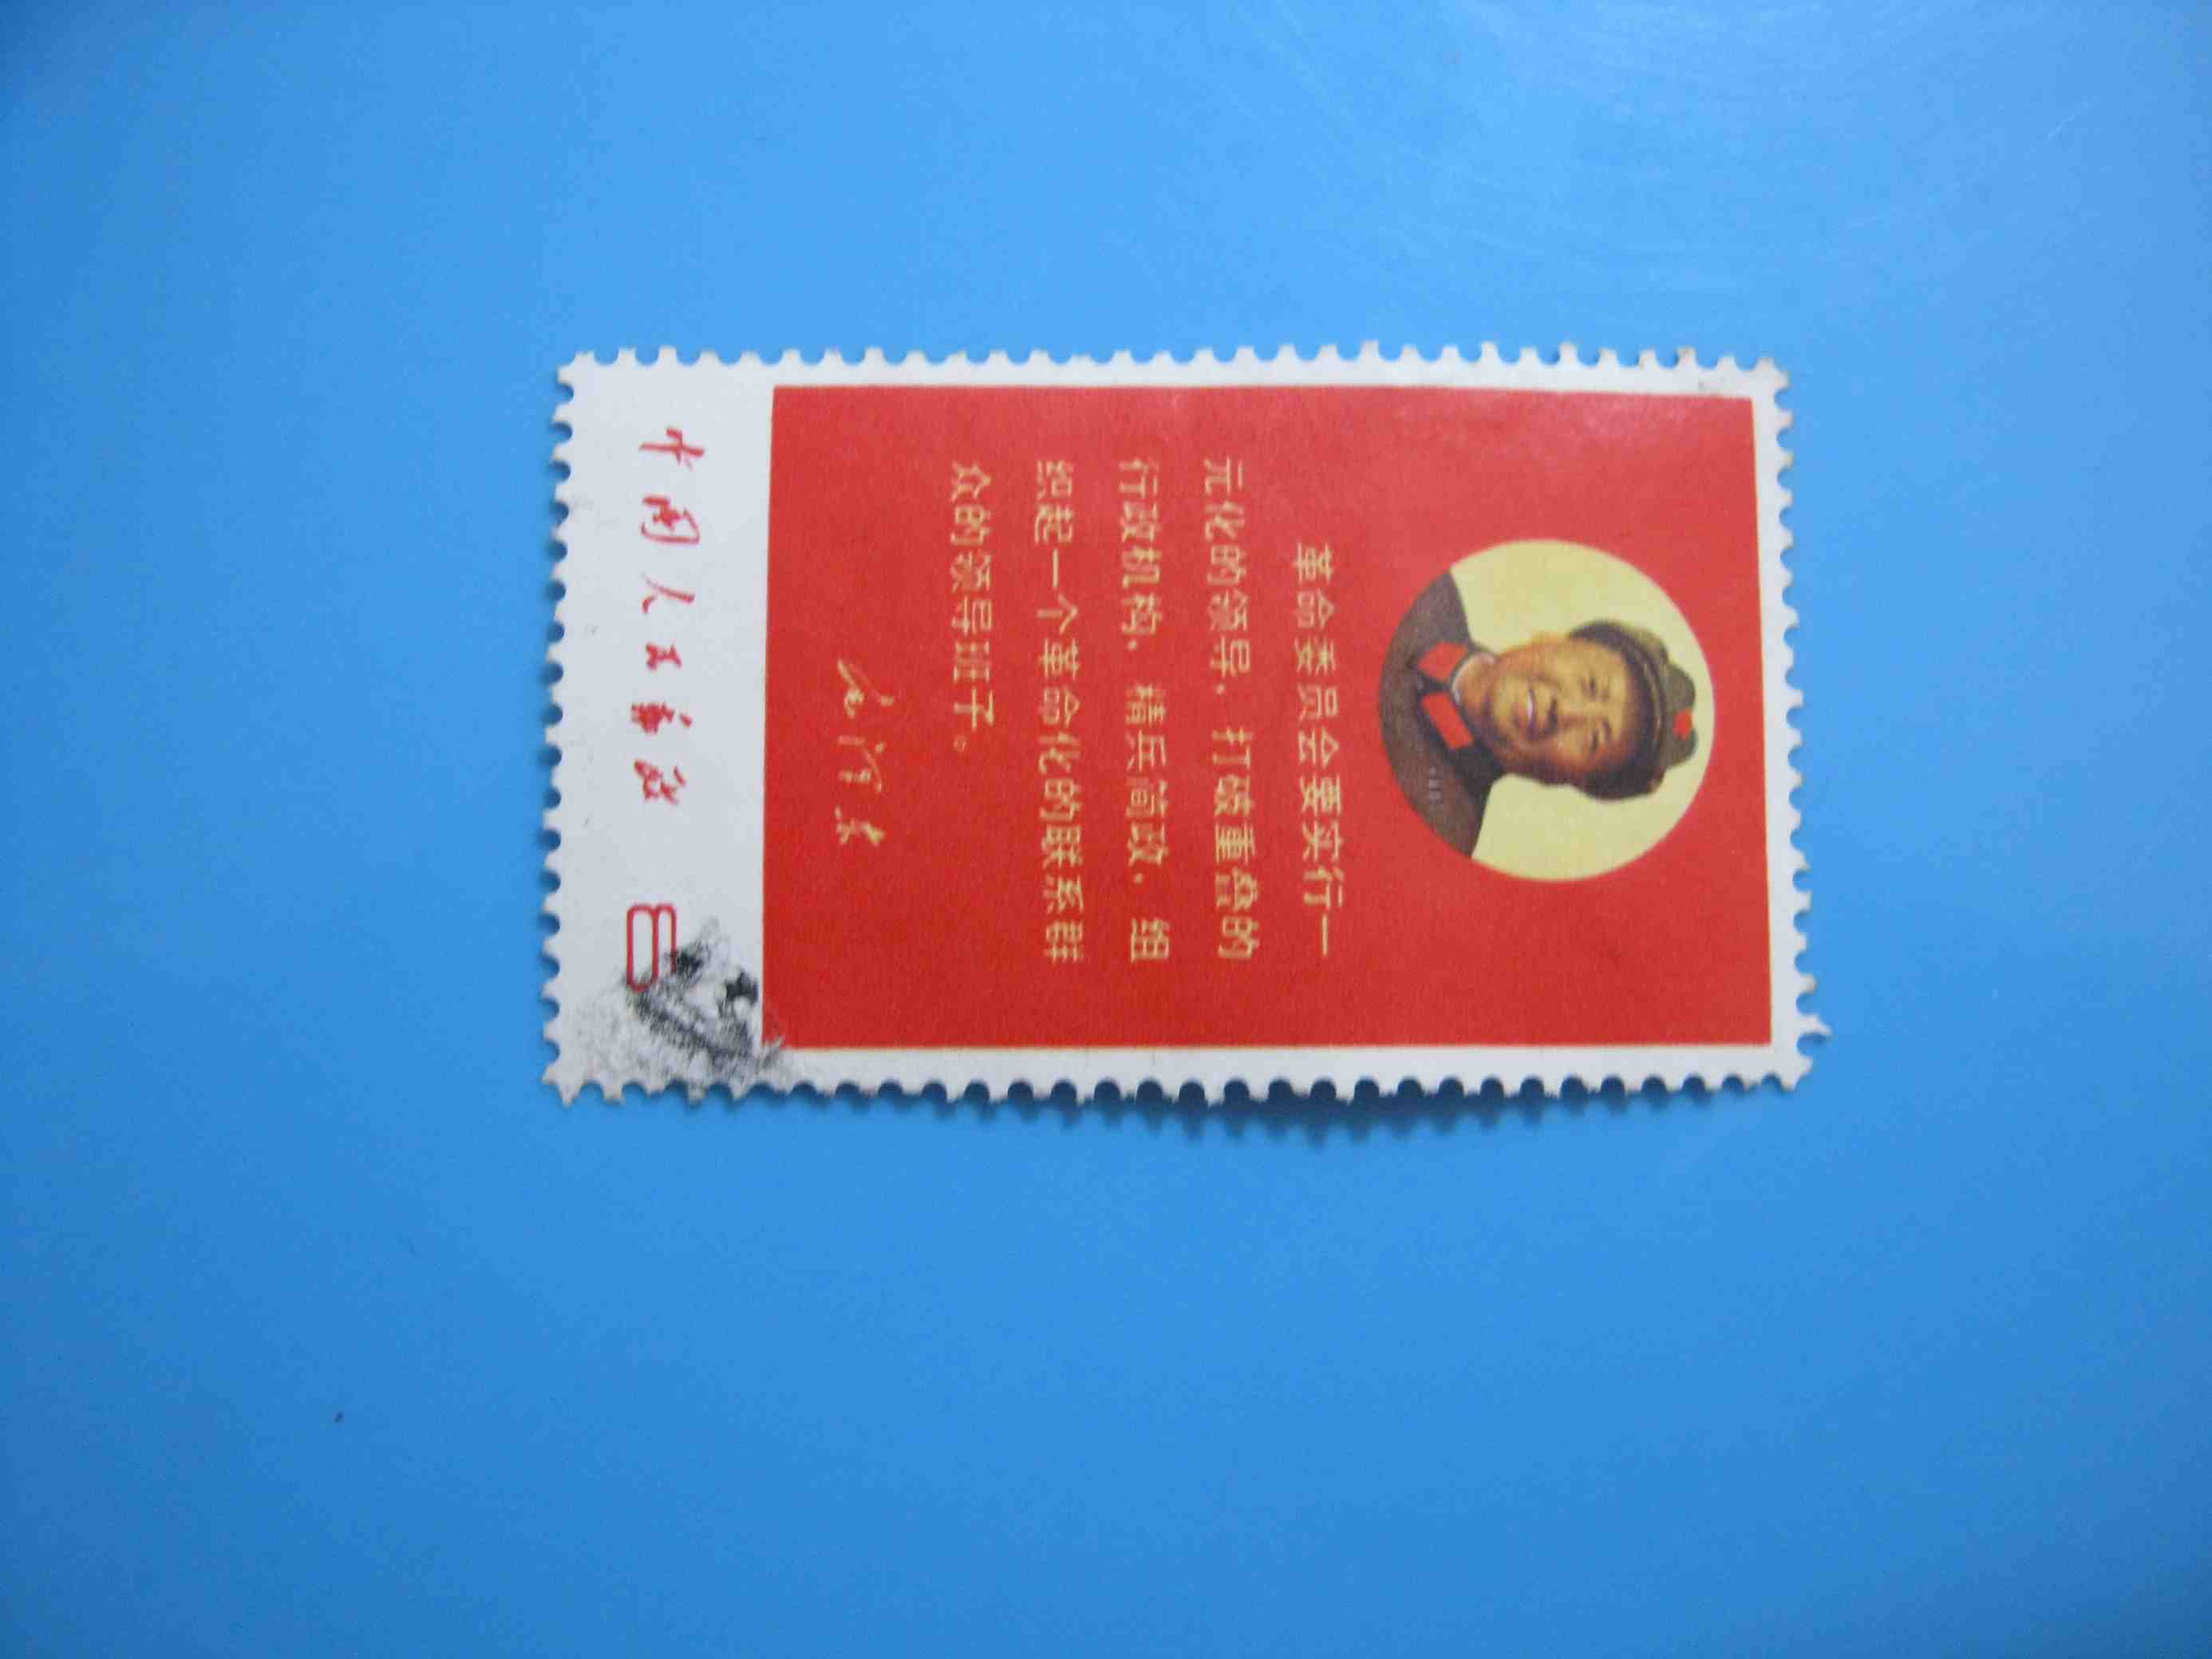 革命委员会要实行一
元化的领导，打破重叠的
行政机构，精兵简政，组
织起一个革命化的联系群
众的领导班子。
毛泽东
中国人民邮政 8